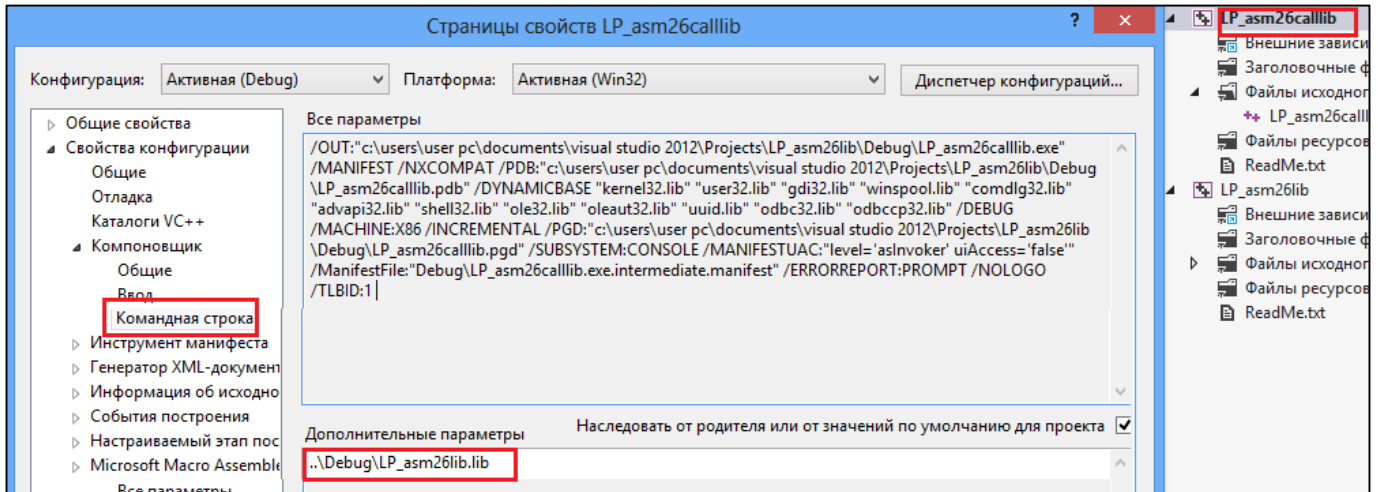 Страницы свойств LP_asm26calllib
? ×
Конфигурация: Активная (Debug) Платформа: Активная (Win32) Диспетчер конфигураций...
Общие свойства
Свойства конфигурации
Общие
Отладка
Каталоги VC++
Компоновщик
Общие
Ввод
Командная строка
Инструмент манифеста
Генератор XML-документ
Информация об исходно
События построения
Настраиваемый этап пос
Microsoft Macro Assemble
Все параметры
Все параметры
/OUT:"c:\users\user pc\documents\visual studio 2012\Projects\LP_asm26lib\Debug\LP_asm26calllib.exe"
/MANIFEST /NXCOMPAT /PDB:"c:\users\user pc\documents\visual studio 2012\Projects\LP_asm26lib\Debug
\LP_asm26calllib.pdb" /DYNAMICBASE "kernel32.lib" "user32.lib" "gdi32.lib" "winspool.lib" "comdlg32.lib"
"advapi32.lib" "shell32.lib" "ole32.lib" "oleaut32.lib" "uuid.lib" "odbc32.lib" "odbccp32.lib" /DEBUG
/MACHINE:X86 /INCREMENTAL /PGD:"c:\users\user pc\documents\visual studio 2012\Projects\LP_asm26lib
\Debug\LP_asm26calllib.pgd" /SUBSYSTEM:CONSOLE /MANIFESTUAC:"level='asInvoker' uiAccess='false'"
/ManifestFile:"Debug\LP_asm26calllib.exe.intermediate.manifest" /ERRORREPORT:PROMPT /NOLOGO
/TLBID:1
Дополнительные параметры
Наследовать от родителя или от значений по умолчанию для проекта
..\Debug\LP_asm26lib.lib
LP_asm26calllib
Внешние зависи
Заголовочные ф
Файлы исходног
LP_asm26calll
Файлы ресурсов
ReadMe.txt
LP_asm26lib
Внешние зависи
Заголовочные ф
Файлы исходног
Файлы ресурсов
ReadMe.txt